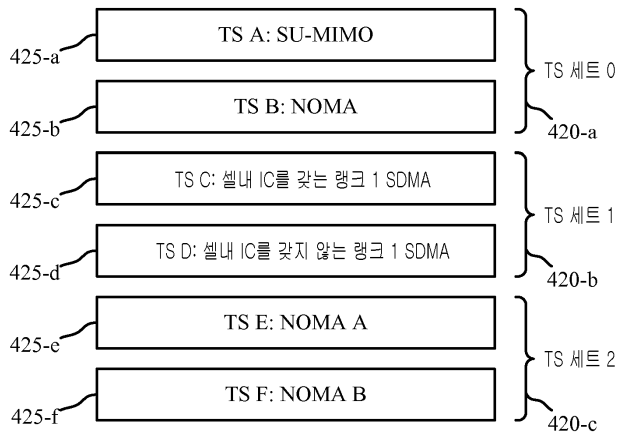 425-a
TS A: SU-MIMO
425-b
TS B: NOMA
TS 세트 0
420-a
425-c
TS C: 셀내 IC를 갖는 랭크 1 SDMA
425-d
TS D: 셀내 IC를 갖지 않는 랭크 1 SDMA
TS 세트 1
420-b
425-e
TS E: NOMA A
425-f
TS F: NOMA B
TS 세트 2
420-c